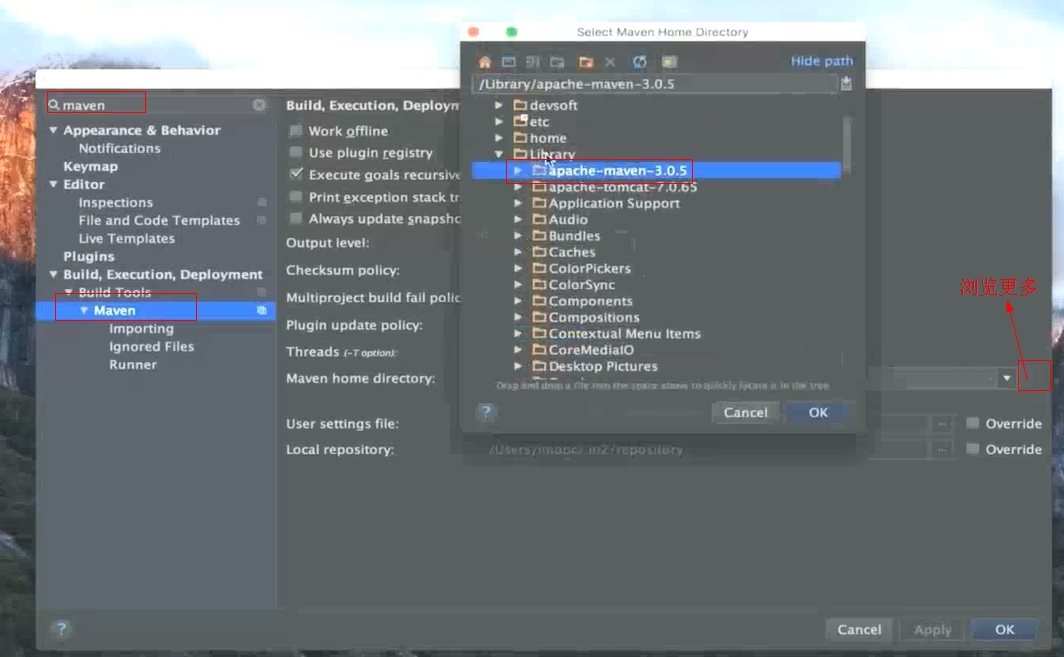 Select Maven Home Directory
Hide path
/Library/apache-maven-3.0.5
devsoft
etc
home
Library
apache-maven-3.0.5
apache-tomcat-7.0.65
Application Support
Audio
Bundles
Caches
ColorPickers
ColorSync
Components
Compositions
Contextual Menu Items
CoreMediaIO
Desktop Pictures
Drag and drop a file into the space above to quickly locate it in the tree
?
Cancel
OK
maven
Appearance & Behavior
Notifications
Keymap
Editor
Inspections
File and Code Templates
Live Templates
Plugins
Build, Execution, Deployment
Build Tools
Maven
Importing
Ignored Files
Runner
Build, Execution, Deploym
Work offline
Use plugin registry
Execute goals recursive
Print exception stack tr
Always update snapsho
Output level:
Checksum policy:
Multiproject build fail polic
Plugin update policy:
Threads (-T option):
Maven home directory:
浏览更多
User settings file:
... Override
Local repository:
... Override
?
Cancel
Apply
OK